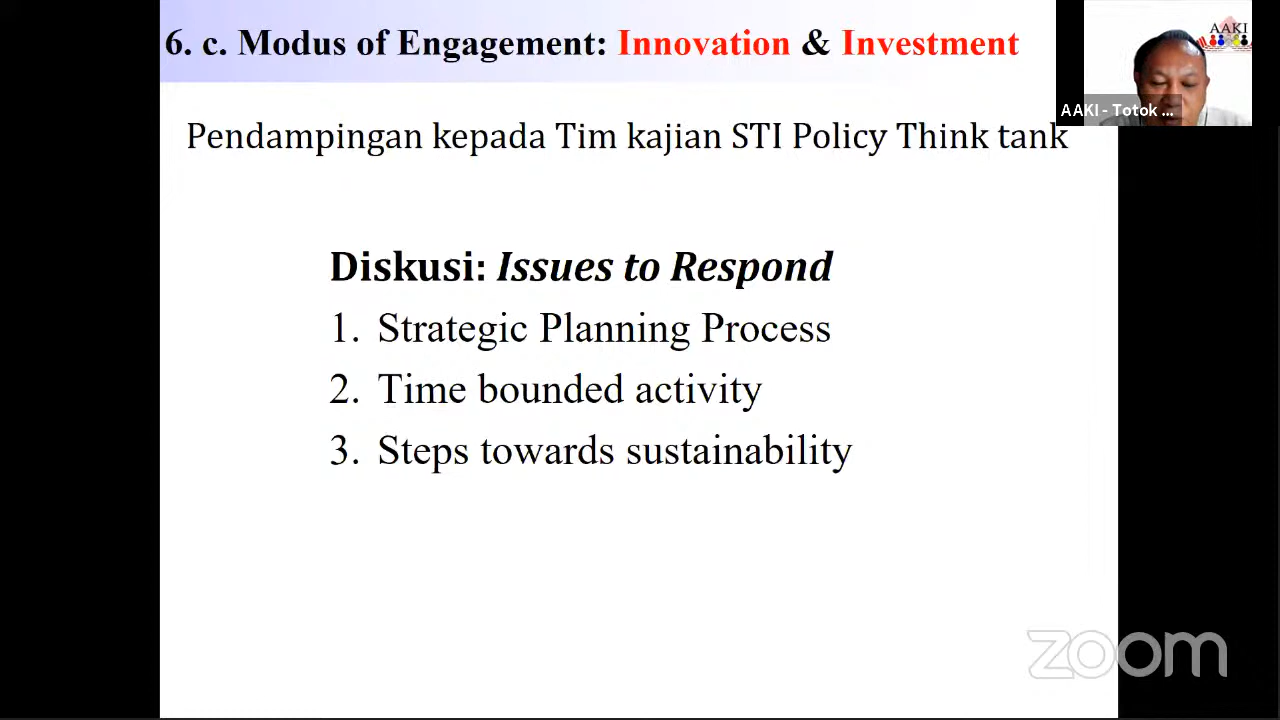 6. c. Modus of Engagement: Innovation & Investment
AAKI
AAKI - Totok ...
Pendampingan kepada Tim kajian STI Policy Think tank
Diskusi: Issues to Respond
1. Strategic Planning Process
2. Time bounded activity
3. Steps towards sustainability
zoom